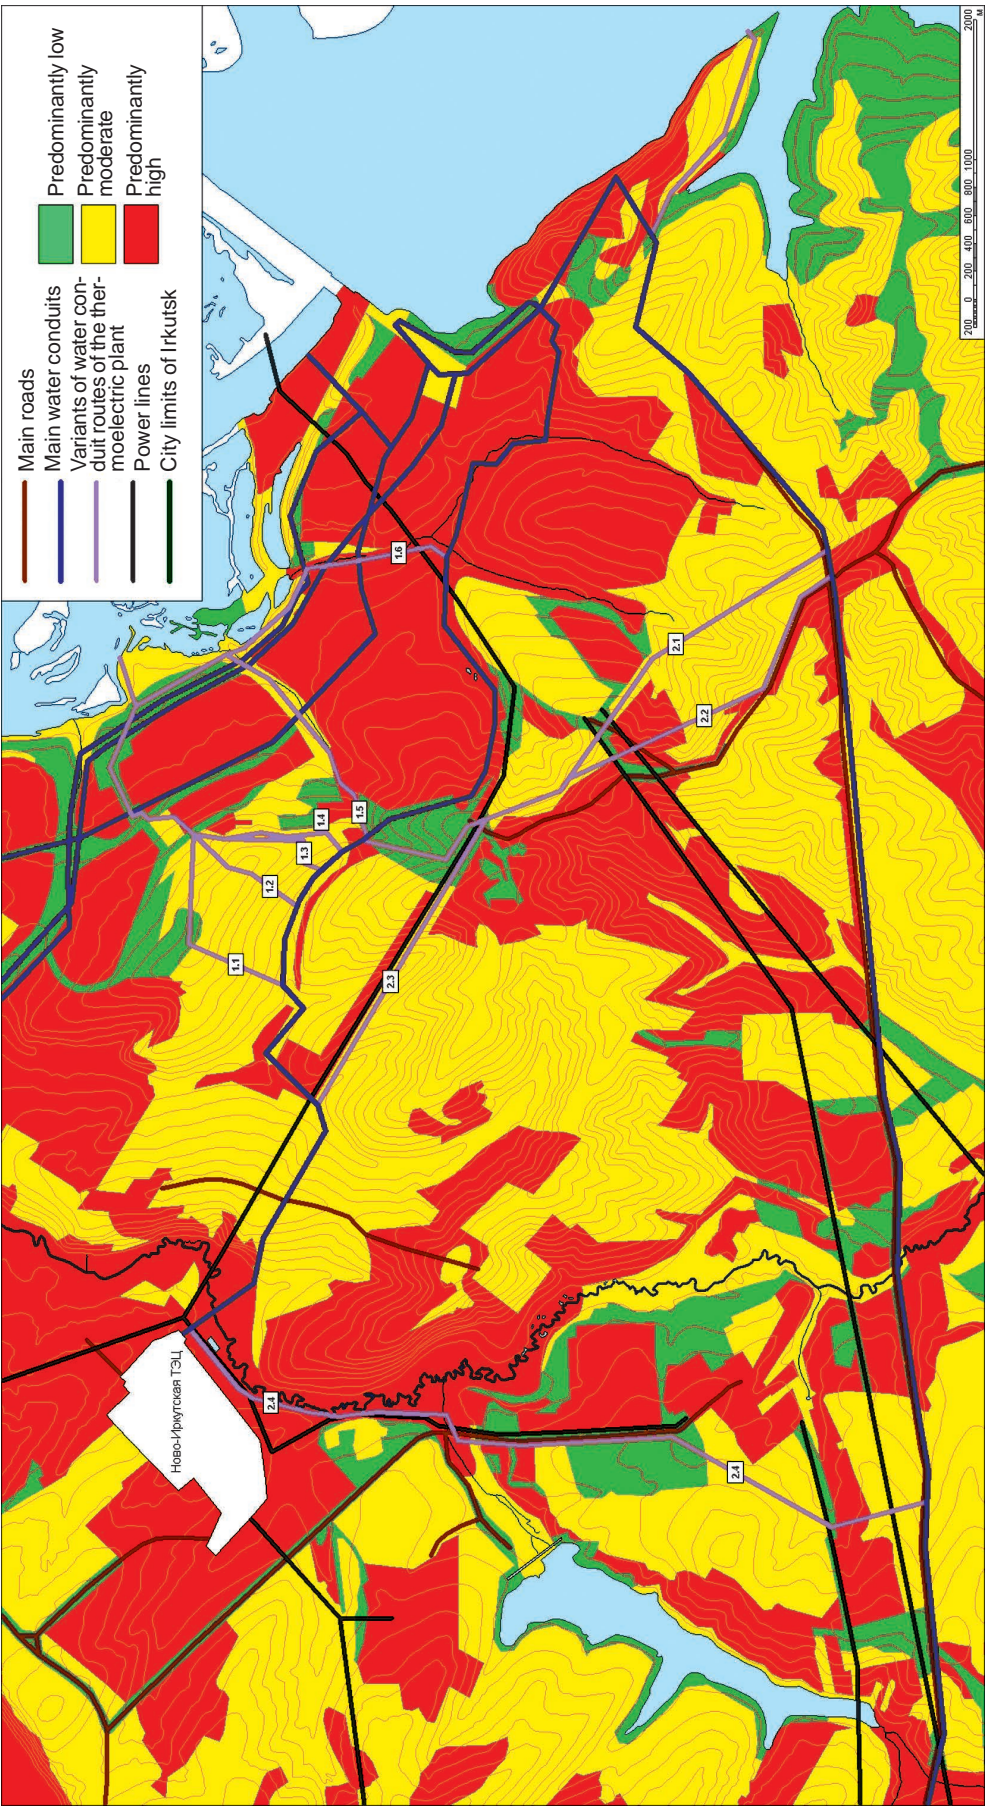 Main roads
Main water conduits
Variants of water con-
duit routes of the ther-
moelectric plant
Power lines
City limits of Irkutsk
Predominantly low
Predominantly
moderate
Predominantly
high
1.1
1.2
1.3
1.4
1.5
1.6
2.1
2.2
2.3
2.4
2.4
Ново-Иркутская ТЭЦ
200 0 200 400 600 800 1000 2000
м